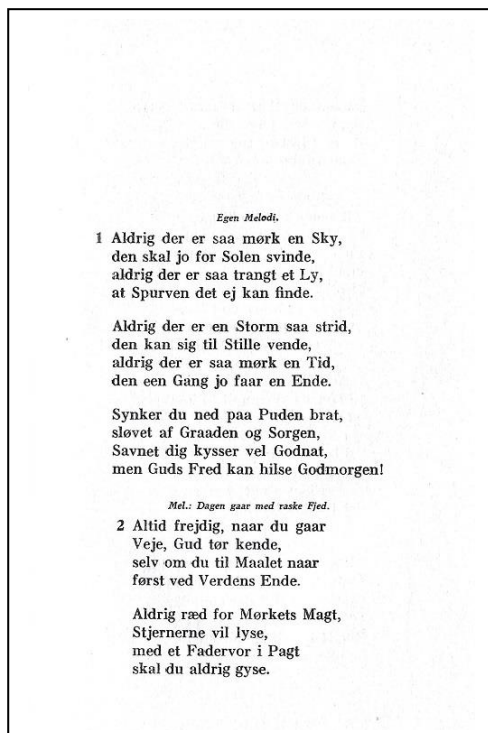 Egen Melodi.
1 Aldrig der er saa mørk en Sky,
den skal jo for Solen svinde,
aldrig der er saa trangt et Ly,
at Spurven det ej kan finde.
Aldrig der er en Storm saa strid,
den kan sig til Stille vende,
aldrig der er saa mørk en Tid,
den een Gang jo faar en Ende.
Synker du ned paa Puden brat,
sløvet af Graaden og Sorgen,
Savnet dig kysser vel Godnat,
men Guds Fred kan hilse Godmorgen!
Mel.: Dagen gaar med raske Fjed.
2 Altid frejdig, naar du gaar
Veje, Gud tør kende,
selv om du til Maalet naar
først ved Verdens Ende.
Aldrig ræd for Mørkets Magt,
Stjernerne vil lyse,
med et Fadervor i Pagt
skal du aldrig gyse.